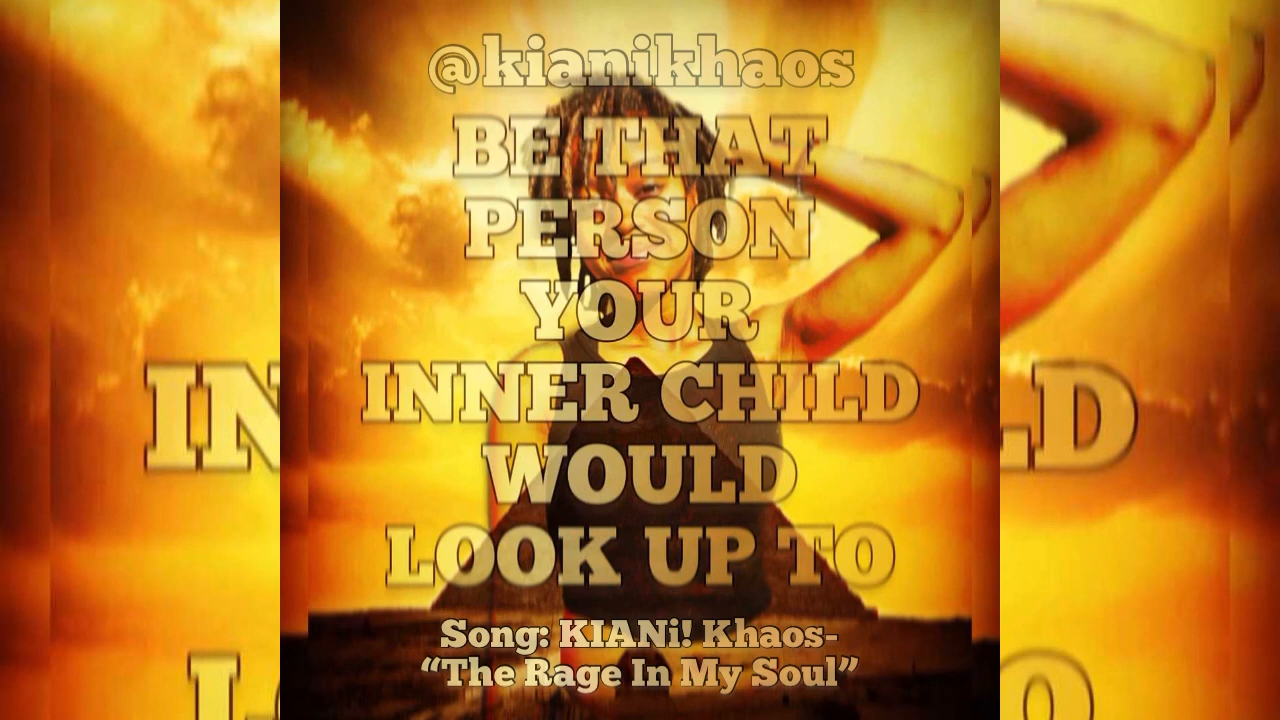 @kianikhaos
BE THAT
PERSON
YOUR
INNER CHILD
WOULD
LOOK UP TO
Song: KIANi! Khaos-
“The Rage In My Soul”